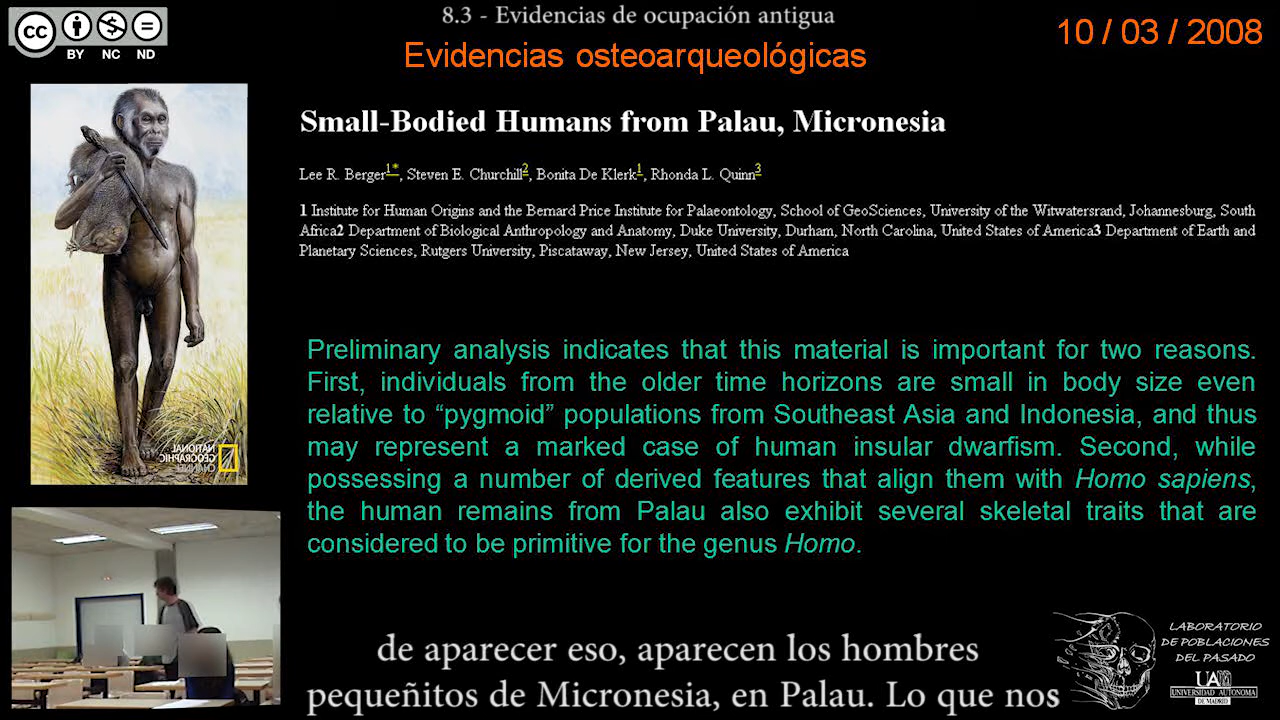 8.3 - Evidencias de ocupación antigua
cc
BY NC ND
Evidencias osteoarqueológicas
10 / 03 / 2008
Small-Bodied Humans from Palau, Micronesia
Lee R. Berger1*, Steven E. Churchill2, Bonita De Klerk1, Rhonda L. Quinn3
1 Institute for Human Origins and the Bernard Price Institute for Palaeontology, School of GeoSciences, University of the Witwatersrand, Johannesburg, South
Africa2 Department of Biological Anthropology and Anatomy, Duke University, Durham, North Carolina, United States of America3 Department of Earth and
Planetary Sciences, Rutgers University, Piscataway, New Jersey, United States of America
Preliminary analysis indicates that this material is important for two reasons.
First, individuals from the older time horizons are small in body size even
relative to “pygmoid” populations from Southeast Asia and Indonesia, and thus
may represent a marked case of human insular dwarfism. Second, while
possessing a number of derived features that align them with Homo sapiens,
the human remains from Palau also exhibit several skeletal traits that are
considered to be primitive for the genus Homo.
NATIONAL
GEOGRAPHIC
CHANNEL
de aparecer eso, aparecen los hombres
pequeñitos de Micronesia, en Palau. Lo que nos
LABORATORIO
DE POBLACIONES
DEL PASADO
UAM
UNIVERSIDAD AUTONOMA
DE MADRID